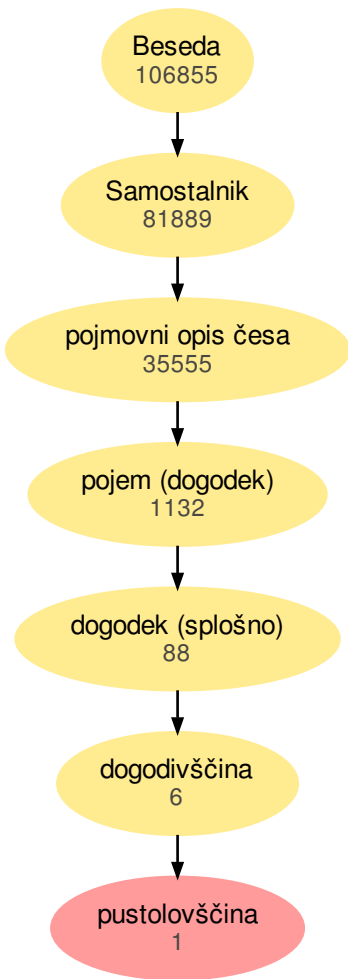 Beseda
106855
Samostalnik
81889
pojmovni opis česa
35555
pojem (dogodek)
1132
dogodek (splošno)
88
dogodivščina
6
pustolovščina
1